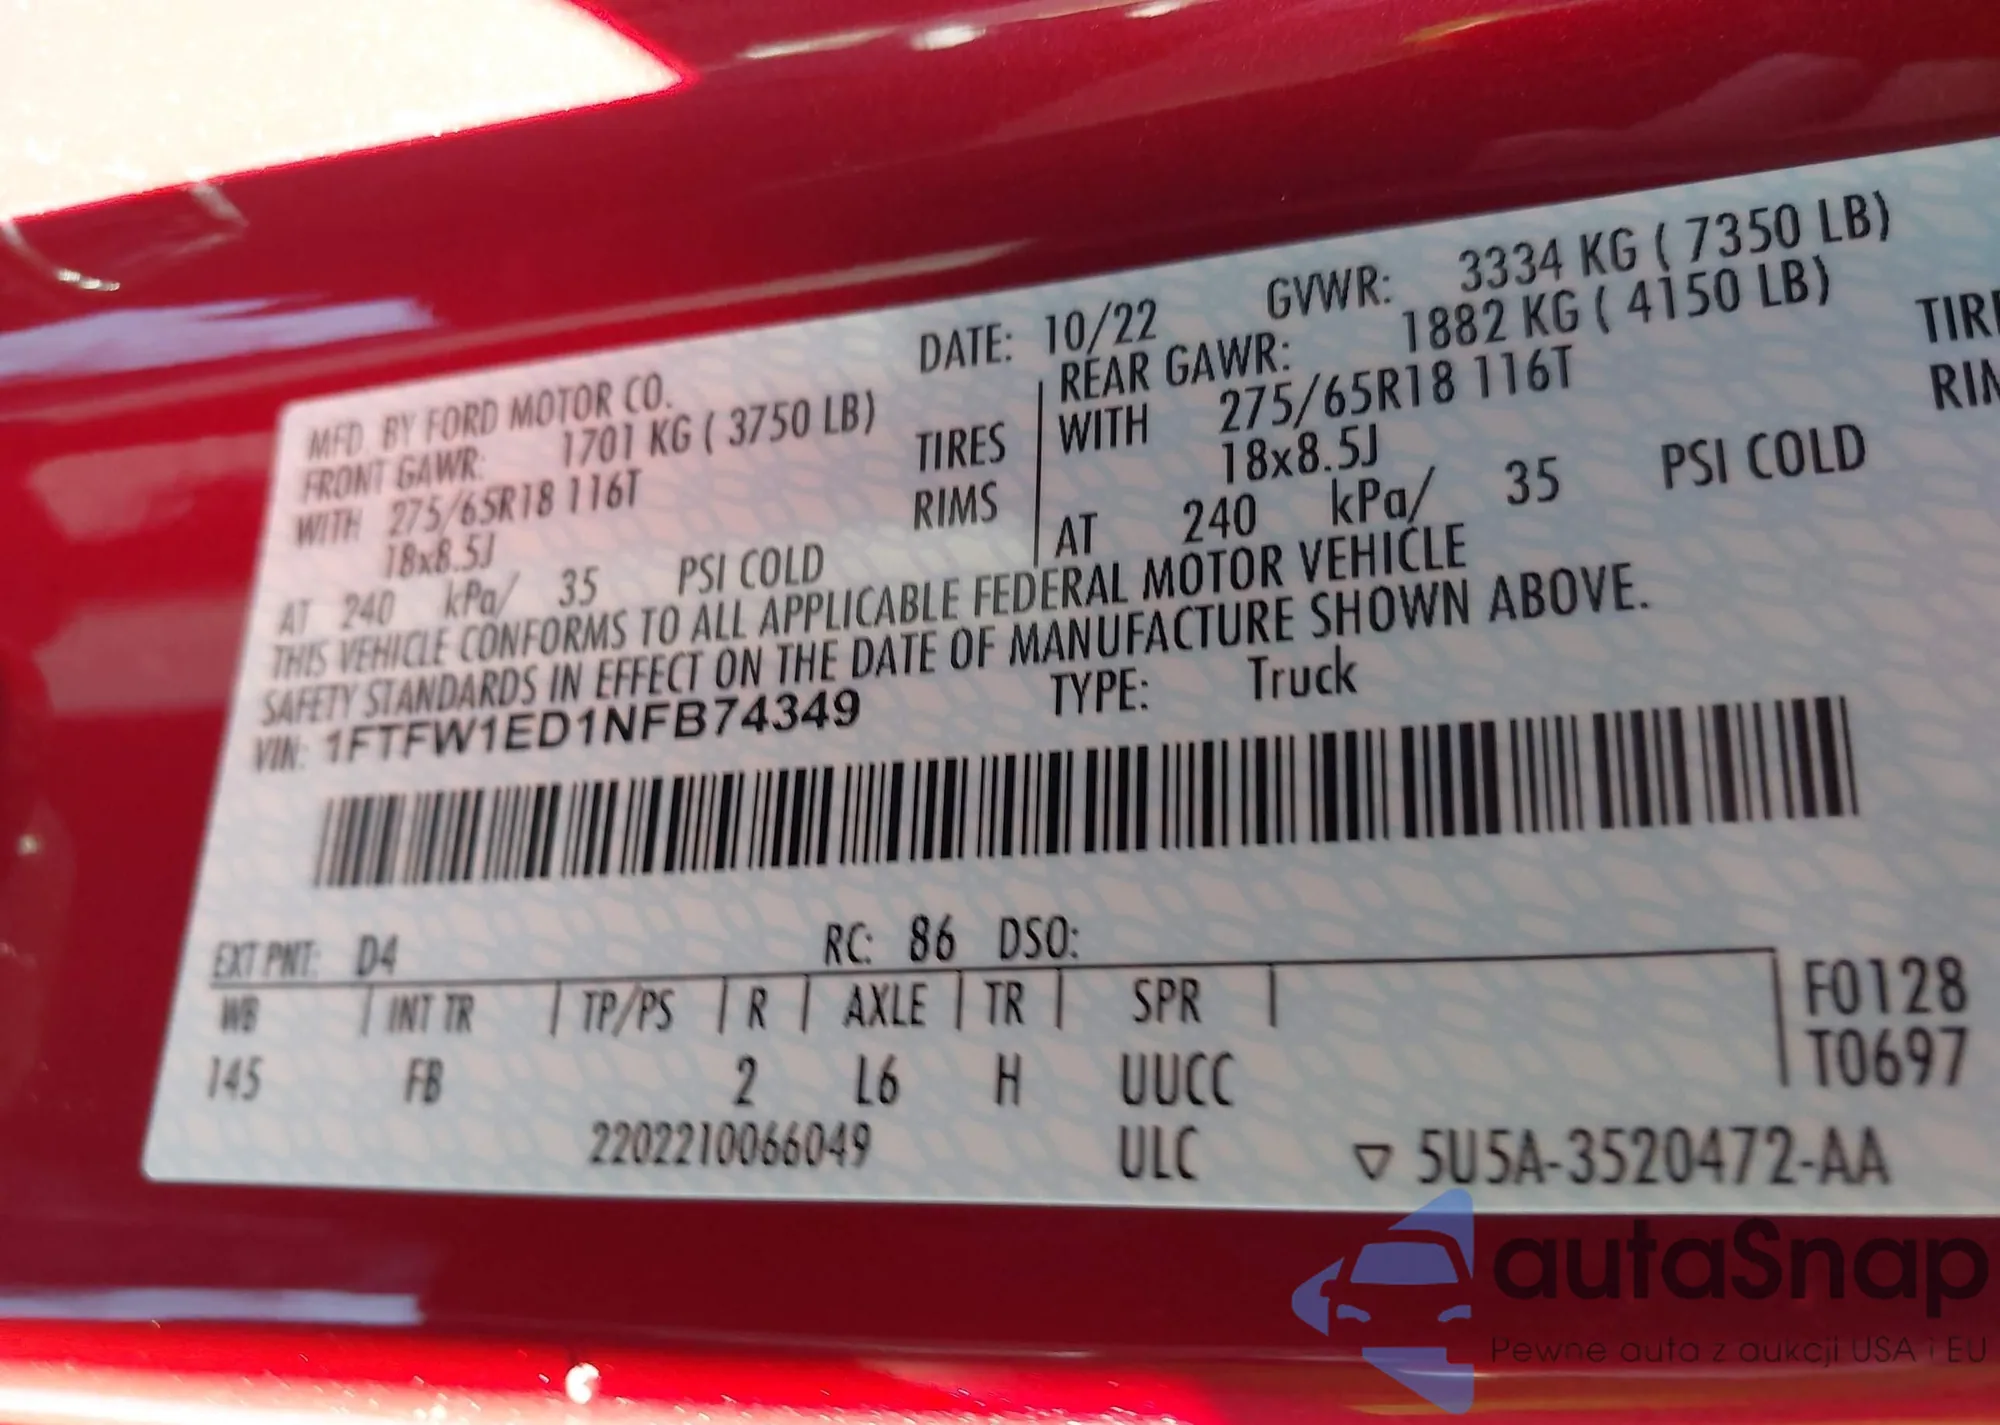 DATE: 10/22 GVWR: 3334 KG ( 7350 LB)
MFD. BY FORD MOTOR CO.
FRONT GAWR: 1701 KG ( 3750 LB)
WITH 275/65R18 116T TIRES
18x8.5J RIMS
AT 240 kPa/ 35 PSI COLD
REAR GAWR: 1882 KG ( 4150 LB)
WITH 275/65R18 116T TIRE
18x8.5J RIM
AT 240 kPa/ 35 PSI COLD
THIS VEHICLE CONFORMS TO ALL APPLICABLE FEDERAL MOTOR VEHICLE
SAFETY STANDARDS IN EFFECT ON THE DATE OF MANUFACTURE SHOWN ABOVE.
VIN: 1FTFW1ED1NFB74349 TYPE: Truck
EXT PNT: D4 RC: 86 DSO:
WB INT TR TP/PS R AXLE TR SPR F0128
145 FB 2 L6 H UUCC T0697
2202210066049 ULC ▽ 5U5A-3520472-AA
autaSnap
Pewne auta z aukcji USA i EU